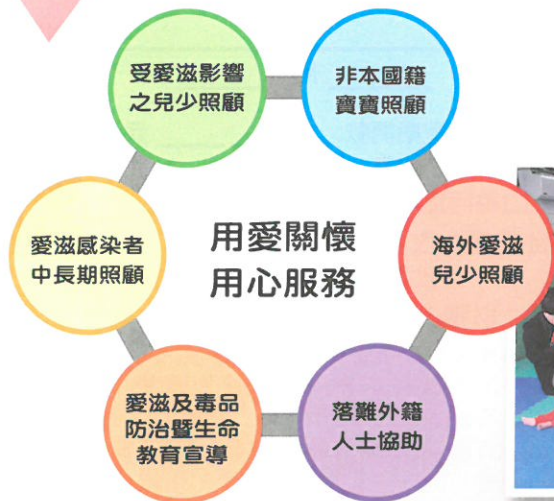 受愛滋影響
之兒少照顧
非本國籍
寶寶照顧
愛滋感染者
中長期照顧
用愛關懷
用心服務
海外愛滋
兒少照顧
愛滋及毒品
防治暨生命
教育宣導
落難外籍
人士協助